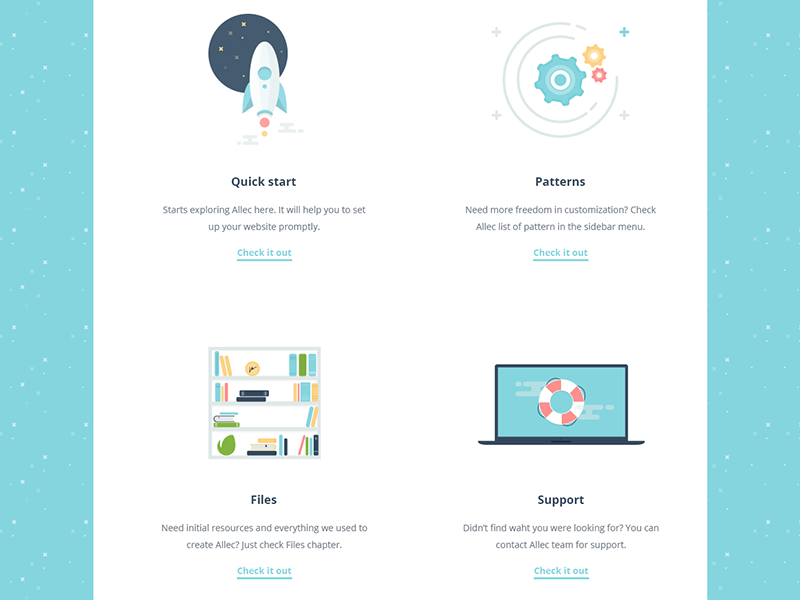 Quick start
Starts exploring Allec here. It will help you to set
up your website promptly.
Check it out
Patterns
Need more freedom in customization? Check
Allec list of pattern in the sidebar menu.
Check it out
Files
Need initial resources and everything we used to
create Allec? Just check Files chapter.
Check it out
Support
Didn't find waht you were looking for? You can
contact Allec team for support.
Check it out